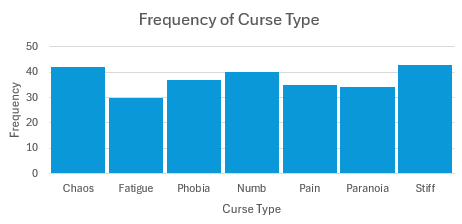 Frequency of Curse Type
50
40
30
20
10
0
Frequency
Chaos Fatigue Phobia Numb Pain Paranoia Stiff
Curse Type